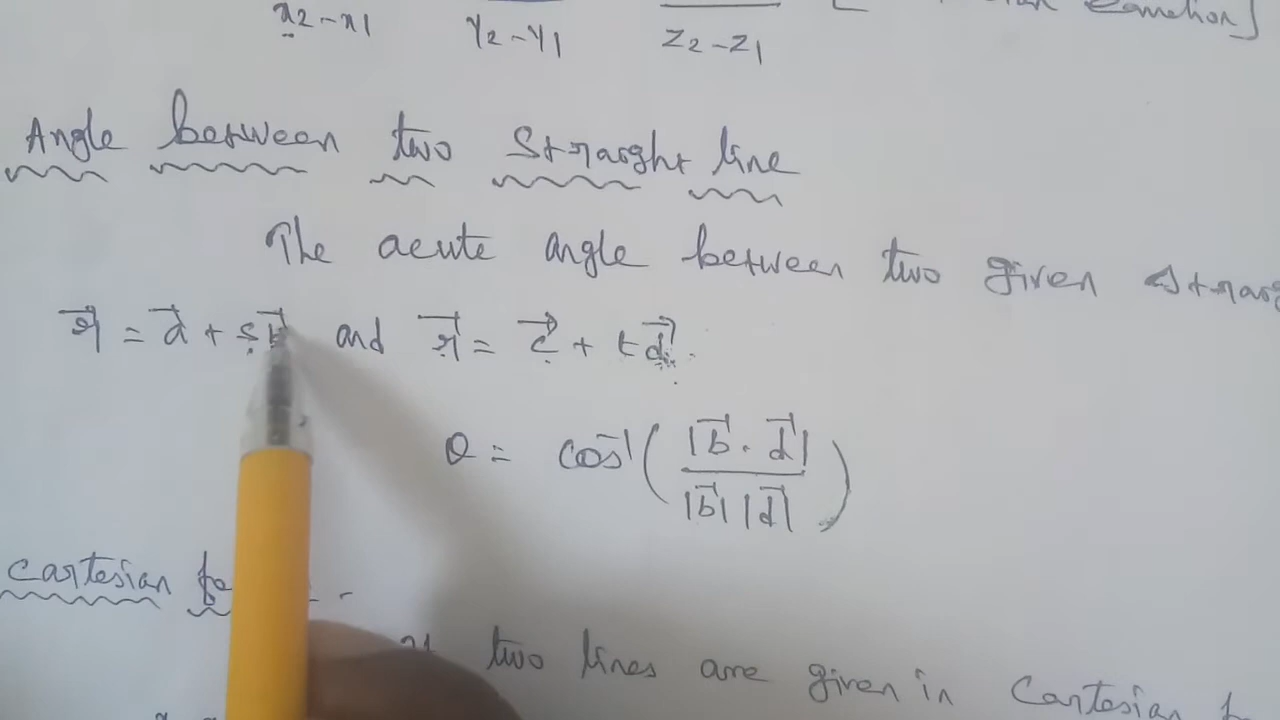 x₂-x₁ y₂-y₁ z₂-z₁
Angle between two Straight line
The acute angle between two given
r⃗ = a⃗ + sb⃗ and r⃗ = c⃗ + td⃗.
θ = cos⁻¹ ( |b⃗ . d⃗| / |b⃗| |d⃗| )
Cartesian
two lines are given in Cartesian